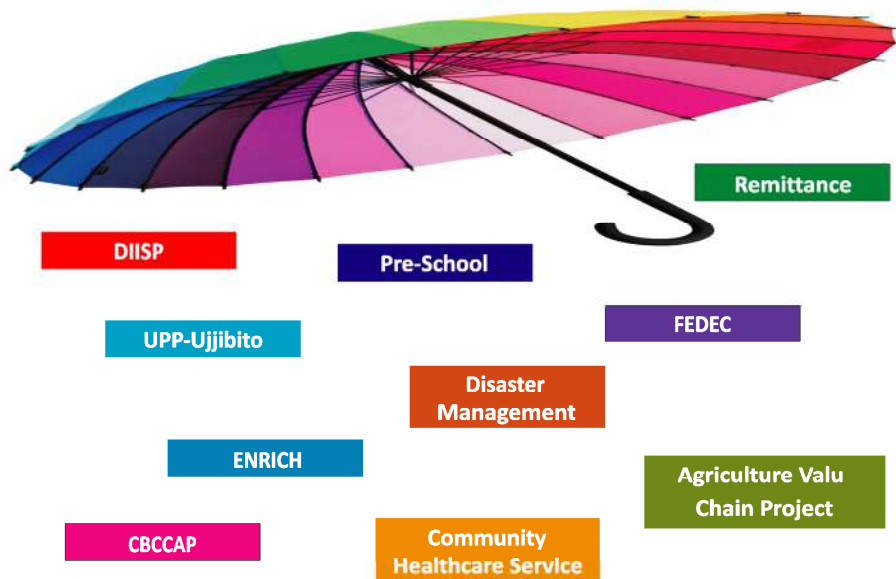 Remittance
DIISP
Pre-School
FEDEC
UPP-Ujjibito
Disaster
Management
ENRICH
Agriculture Valu
Chain Project
CBCCAP
Community
Healthcare Service